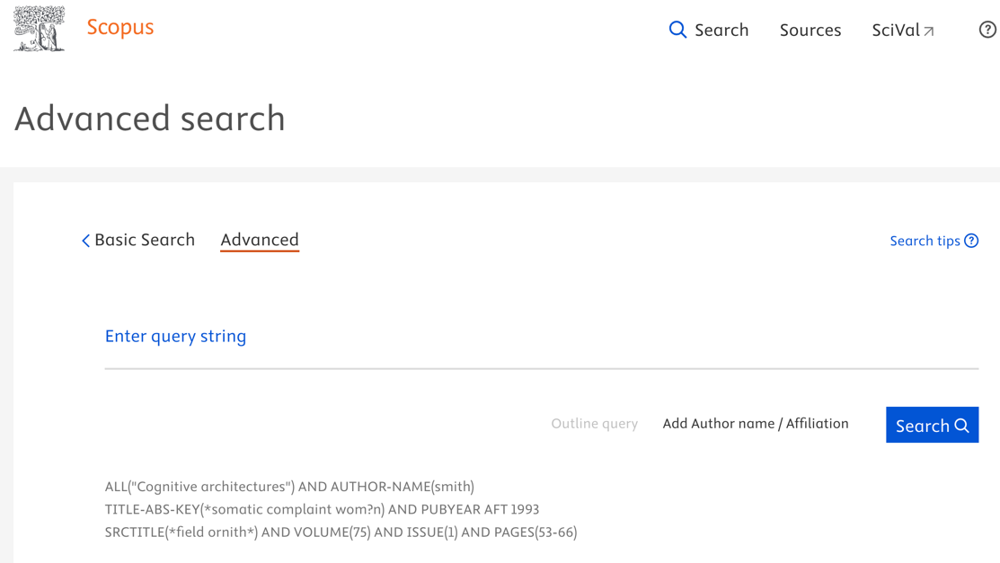 Scopus
Search Sources SciVal
Advanced search
Basic Search Advanced Search tips
Enter query string
Outline query Add Author name / Affiliation Search
ALL("Cognitive architectures") AND AUTHOR-NAME(smith)
TITLE-ABS-KEY(*somatic complaint wom?n) AND PUBYEAR AFT 1993
SRCTITLE(*field ornith*) AND VOLUME(75) AND ISSUE(1) AND PAGES(53-66)